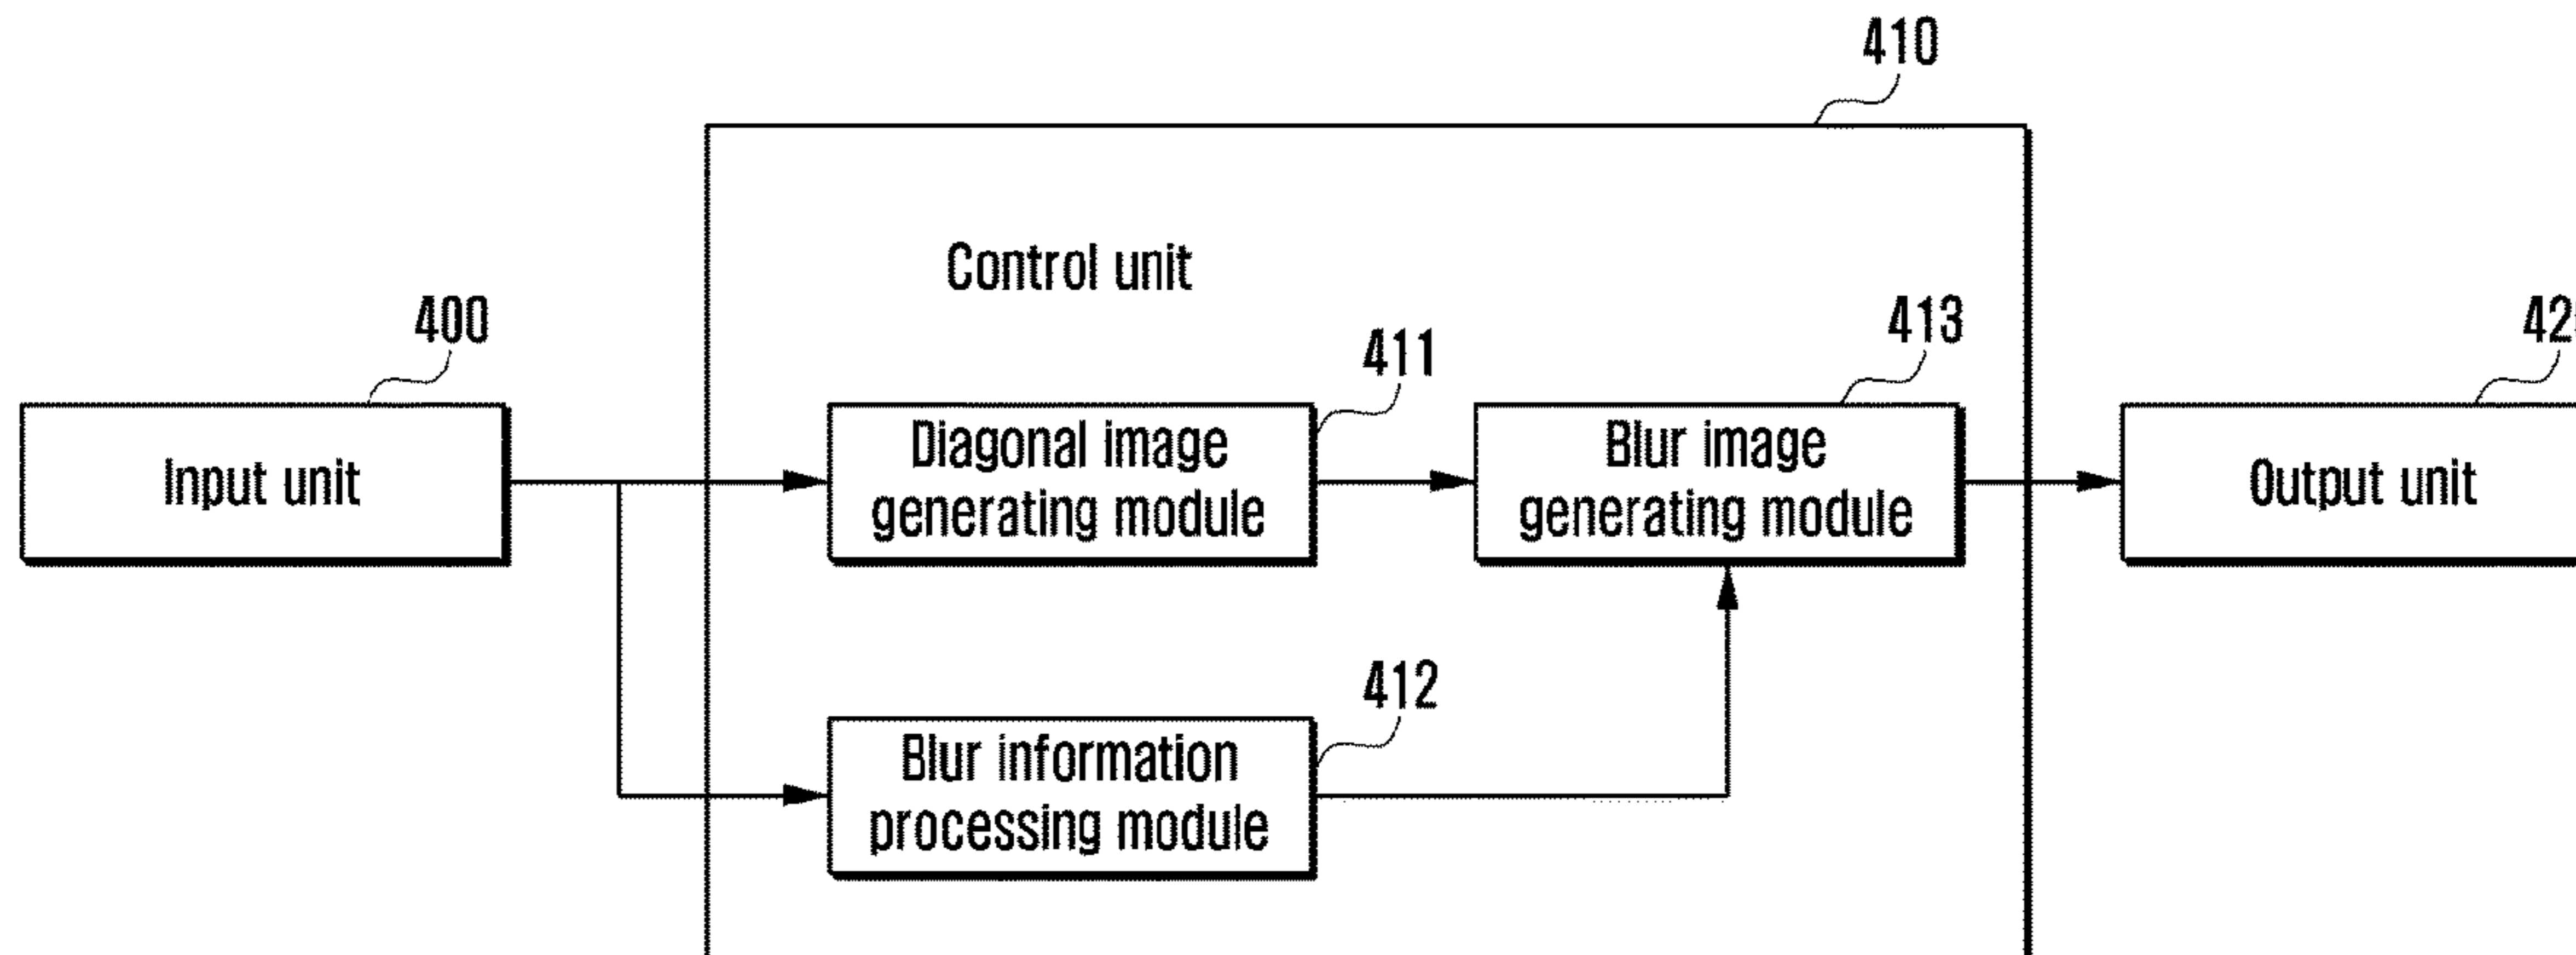 410
Control unit
400
411
413
Input unit
Diagonal image
generating module
Blur image
generating module
Output unit
412
Blur information
processing module